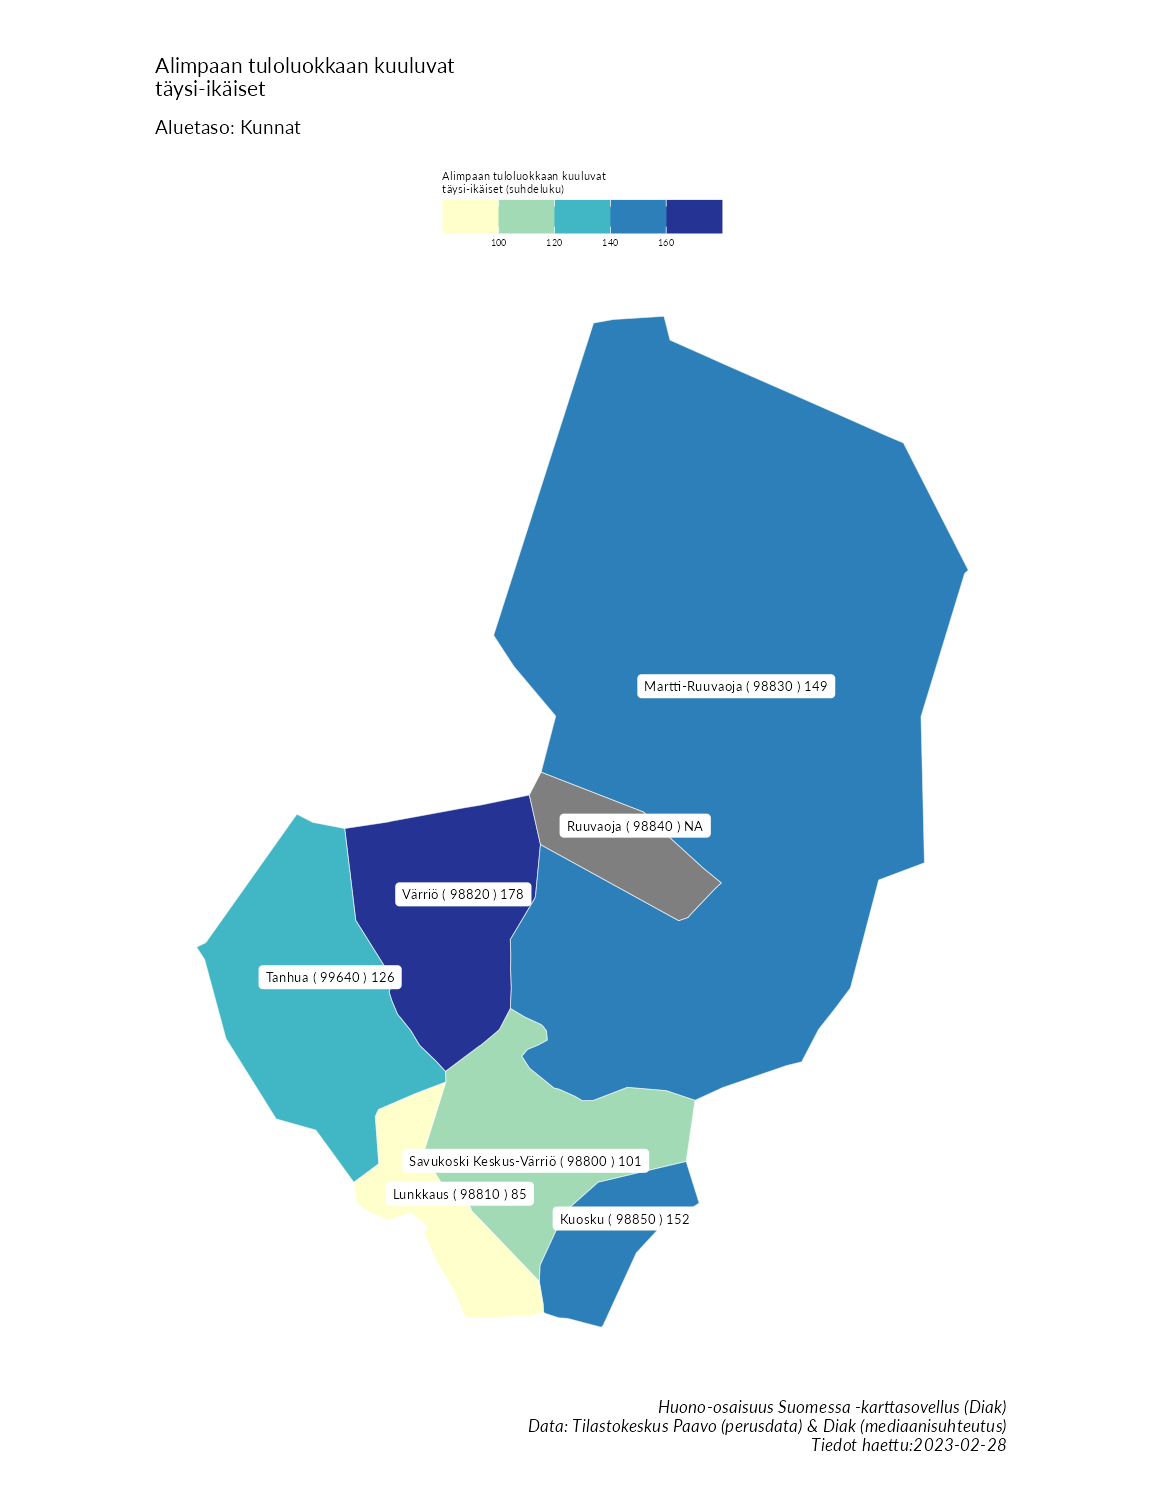 Alimpaan tuloluokkaan kuuluvat
täysi-ikäiset
Aluetaso: Kunnat
Alimpaan tuloluokkaan kuuluvat
täysi-ikäiset (suhdeluku)
100 120 140 160
Martti-Ruuvaoja ( 98830 ) 149
Ruuvaoja ( 98840 ) NA
Värriö ( 98820 ) 178
Tanhua ( 99640 ) 126
Savukoski Keskus-Värriö ( 98800 ) 101
Lunkkaus ( 98810 ) 85
Kuosku ( 98850 ) 152
Huono-osaisuus Suomessa -karttasovellus (Diak)
Data: Tilastokeskus Paavo (perusdata) & Diak (mediaanisuhteutus)
Tiedot haettu:2023-02-28